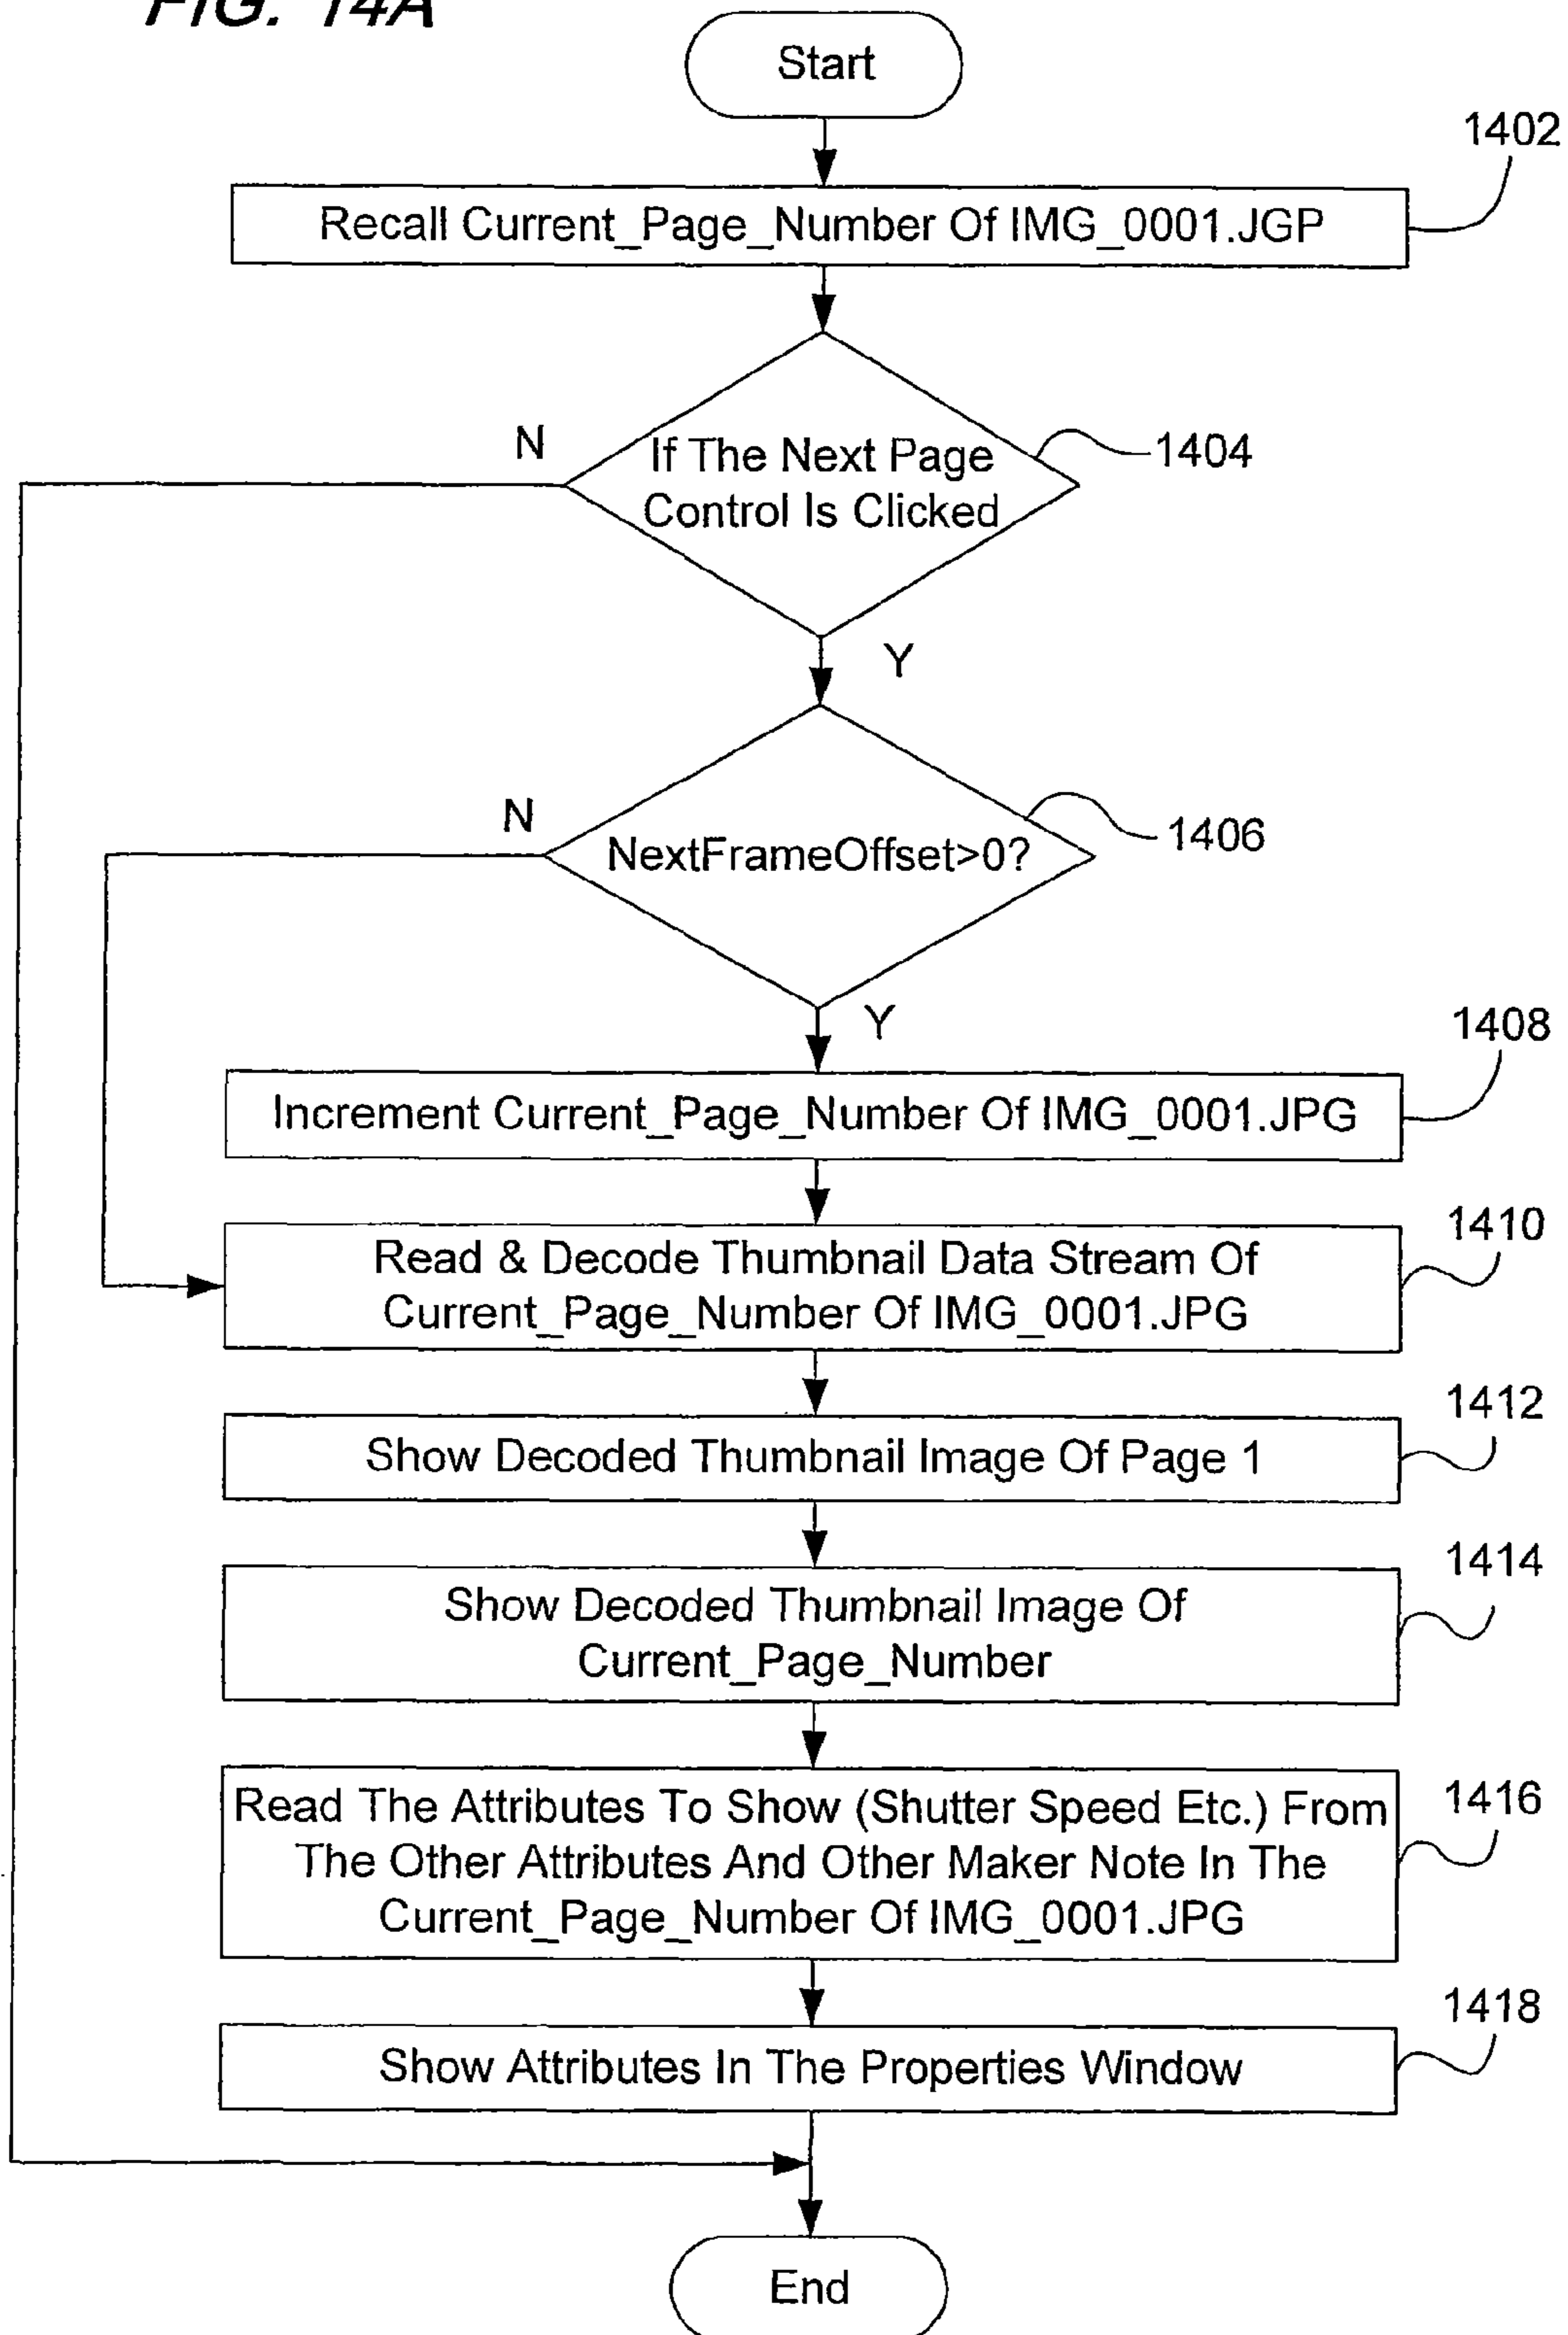 FIG. 14A
Start
1402
Recall Current_Page_Number Of IMG_0001.JGP
N
If The Next Page
Control Is Clicked
1404
Y
N
NextFrameOffset>0?
1406
Y
1408
Increment Current_Page_Number Of IMG_0001.JPG
1410
Read & Decode Thumbnail Data Stream Of
Current_Page_Number Of IMG_0001.JPG
1412
Show Decoded Thumbnail Image Of Page 1
1414
Show Decoded Thumbnail Image Of
Current_Page_Number
1416
Read The Attributes To Show (Shutter Speed Etc.) From
The Other Attributes And Other Maker Note In The
Current_Page_Number Of IMG_0001.JPG
1418
Show Attributes In The Properties Window
End